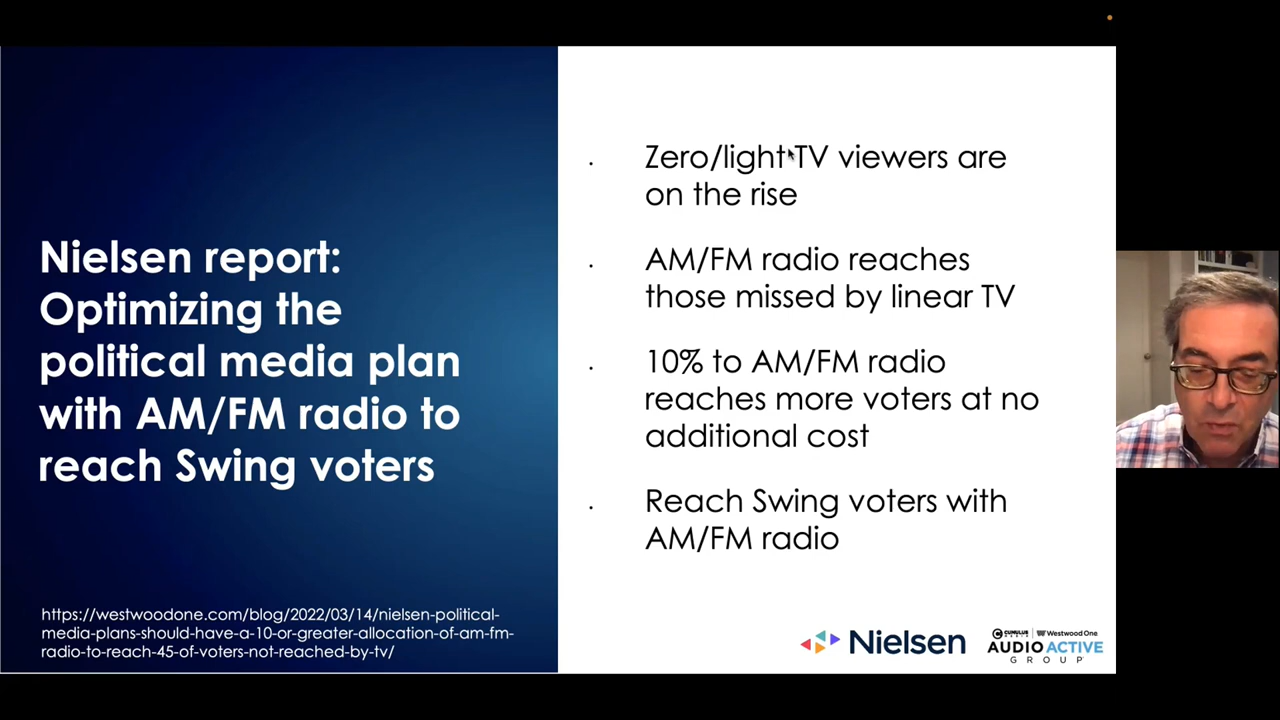 Nielsen report:
Optimizing the
political media plan
with AM/FM radio to
reach Swing voters
https://westwoodone.com/blog/2022/03/14/nielsen-political-
media-plans-should-have-a-10-or-greater-allocation-of-am-fm-
radio-to-reach-45-of-voters-not-reached-by-tv/
Zero/light TV viewers are
on the rise
AM/FM radio reaches
those missed by linear TV
10% to AM/FM radio
reaches more voters at no
additional cost
Reach Swing voters with
AM/FM radio
Nielsen
CUMULUS MEDIA | Westwood One
AUDIO ACTIVE
GROUP